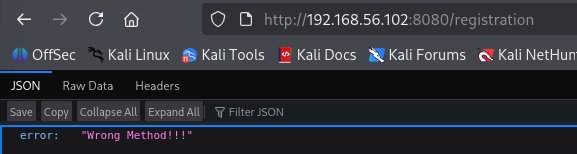 http://192.168.56.102:8080/registration
OffSec Kali Linux Kali Tools Kali Docs Kali Forums Kali NetHun
JSON Raw Data Headers
Save Copy Collapse All Expand All Filter JSON
error: "Wrong Method!!!"